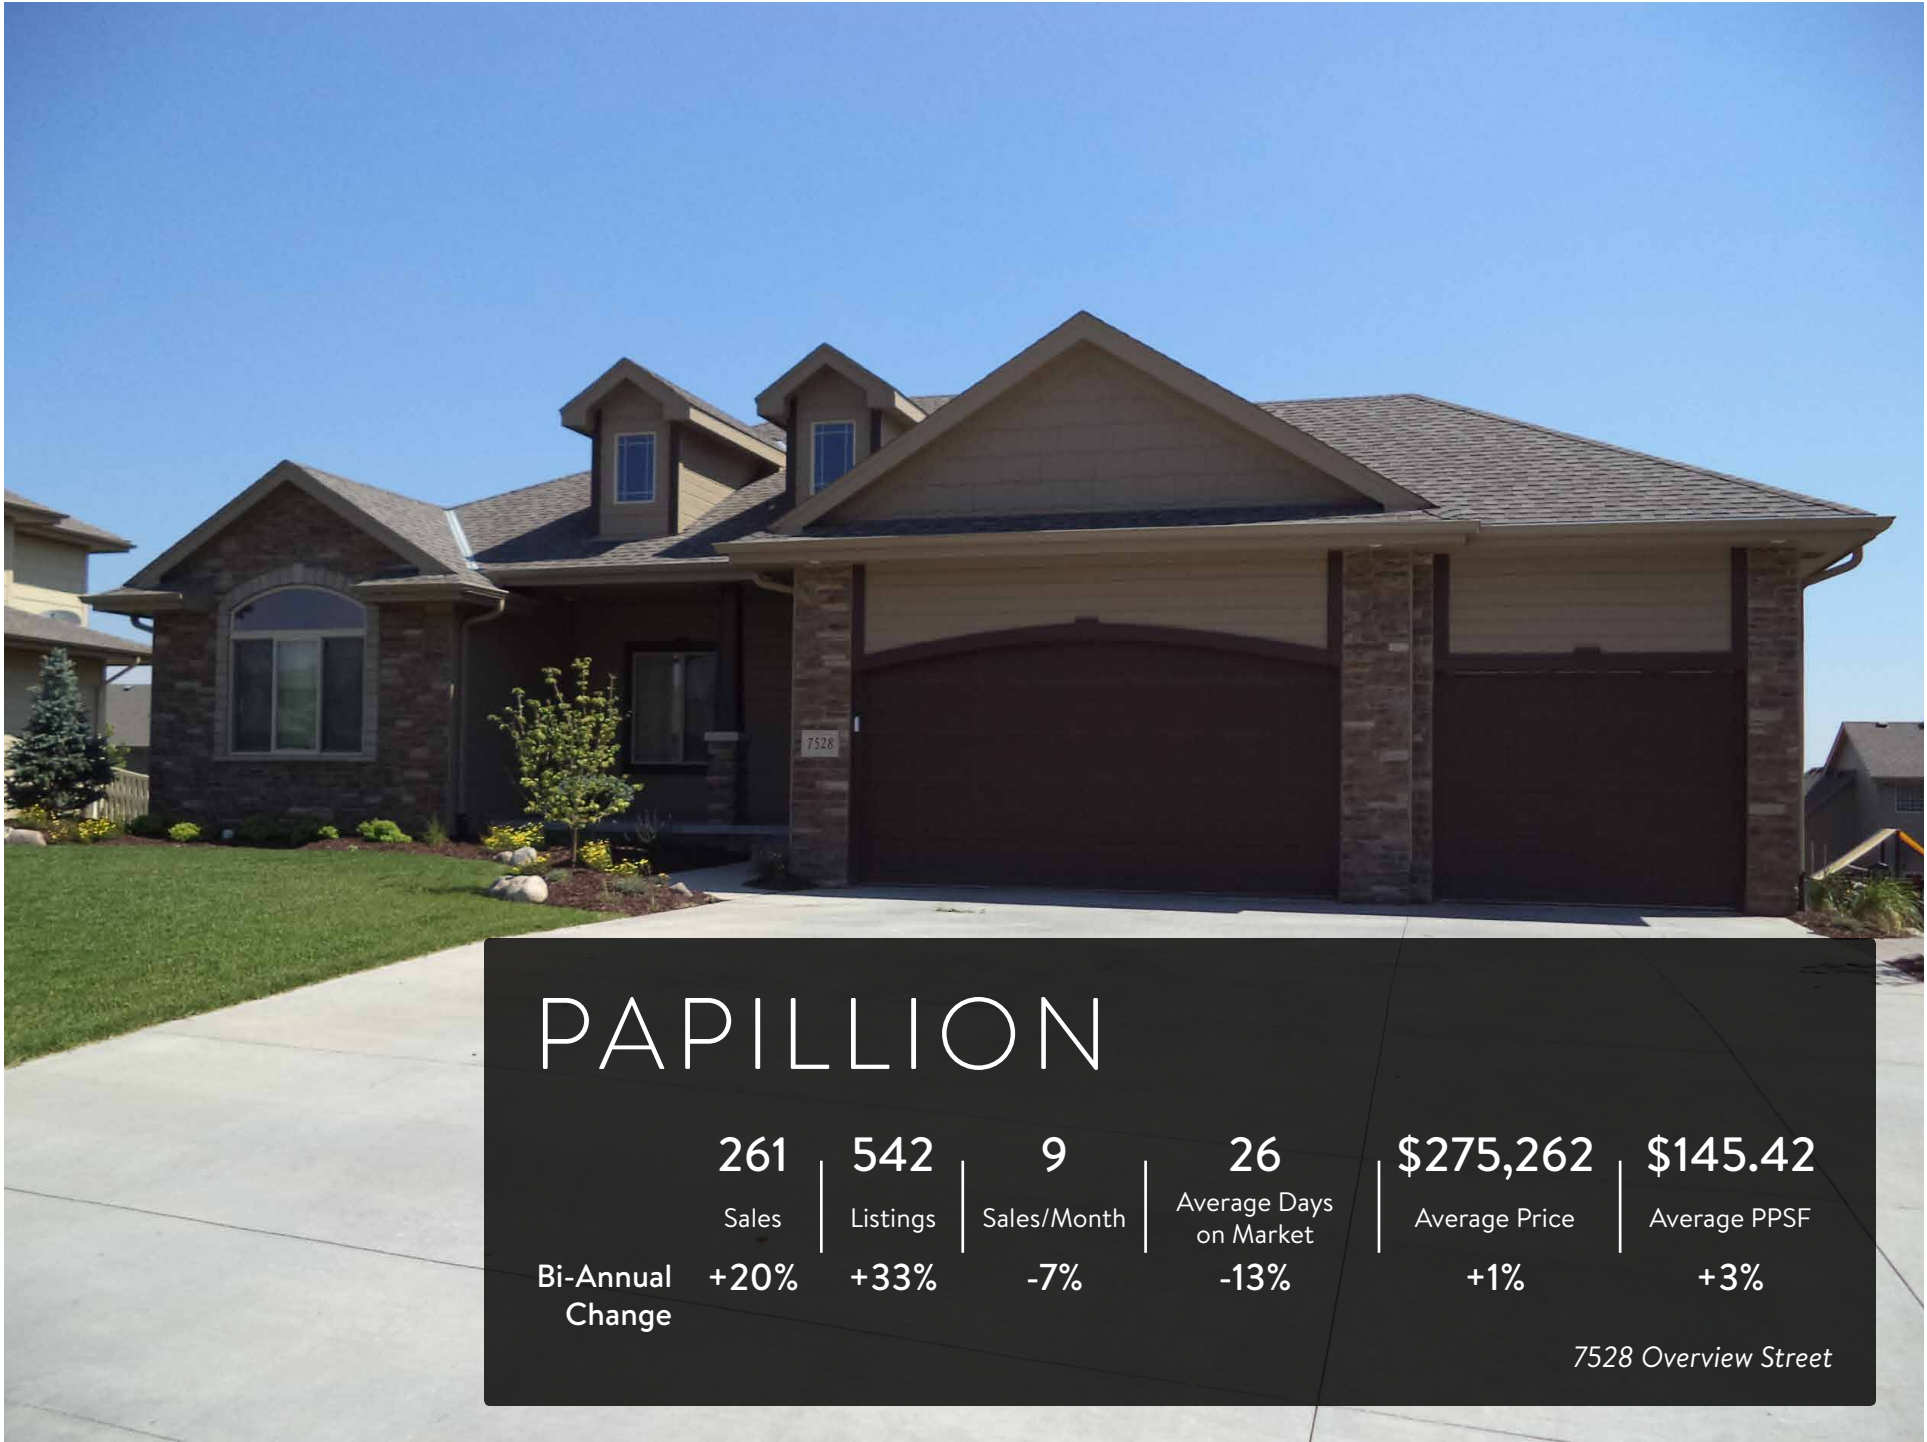 7528
PAPILLION
261 542 9 26 $275,262 $145.42
Sales Listings Sales/Month Average Days on Market Average Price Average PPSF
Bi-Annual Change +20% +33% -7% -13% +1% +3%
7528 Overview Street